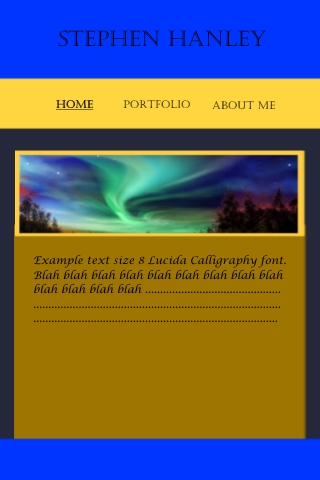 STEPHEN HANLEY
HOME PORTFOLIO ABOUT ME
Example text size 8 Lucida Calligraphy font.
Blah blah blah blah blah blah blah blah blah
blah blah blah blah .............................................
..................................................................................
.................................................................................